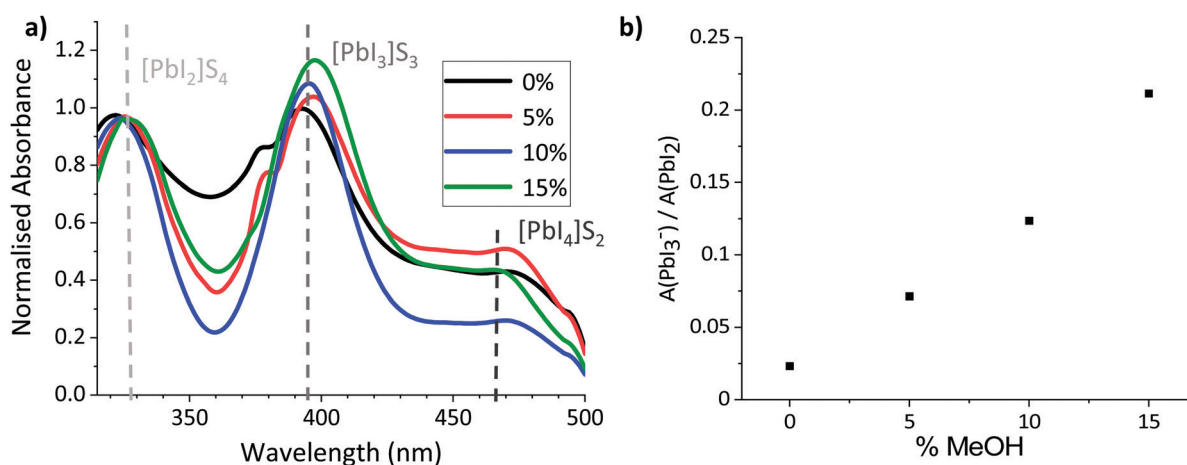 a)
[PbI₂]S₄
[PbI₃]S₃
[PbI₄]S₂
0%
5%
10%
15%
Normalised Absorbance
1.2
1.0
0.8
0.6
0.4
0.2
0.0
350
400
450
500
Wavelength (nm)
b)
A(PbI3⁻) / A(PbI2)
0.25
0.2
0.15
0.1
0.05
0
0
5
10
15
% MeOH